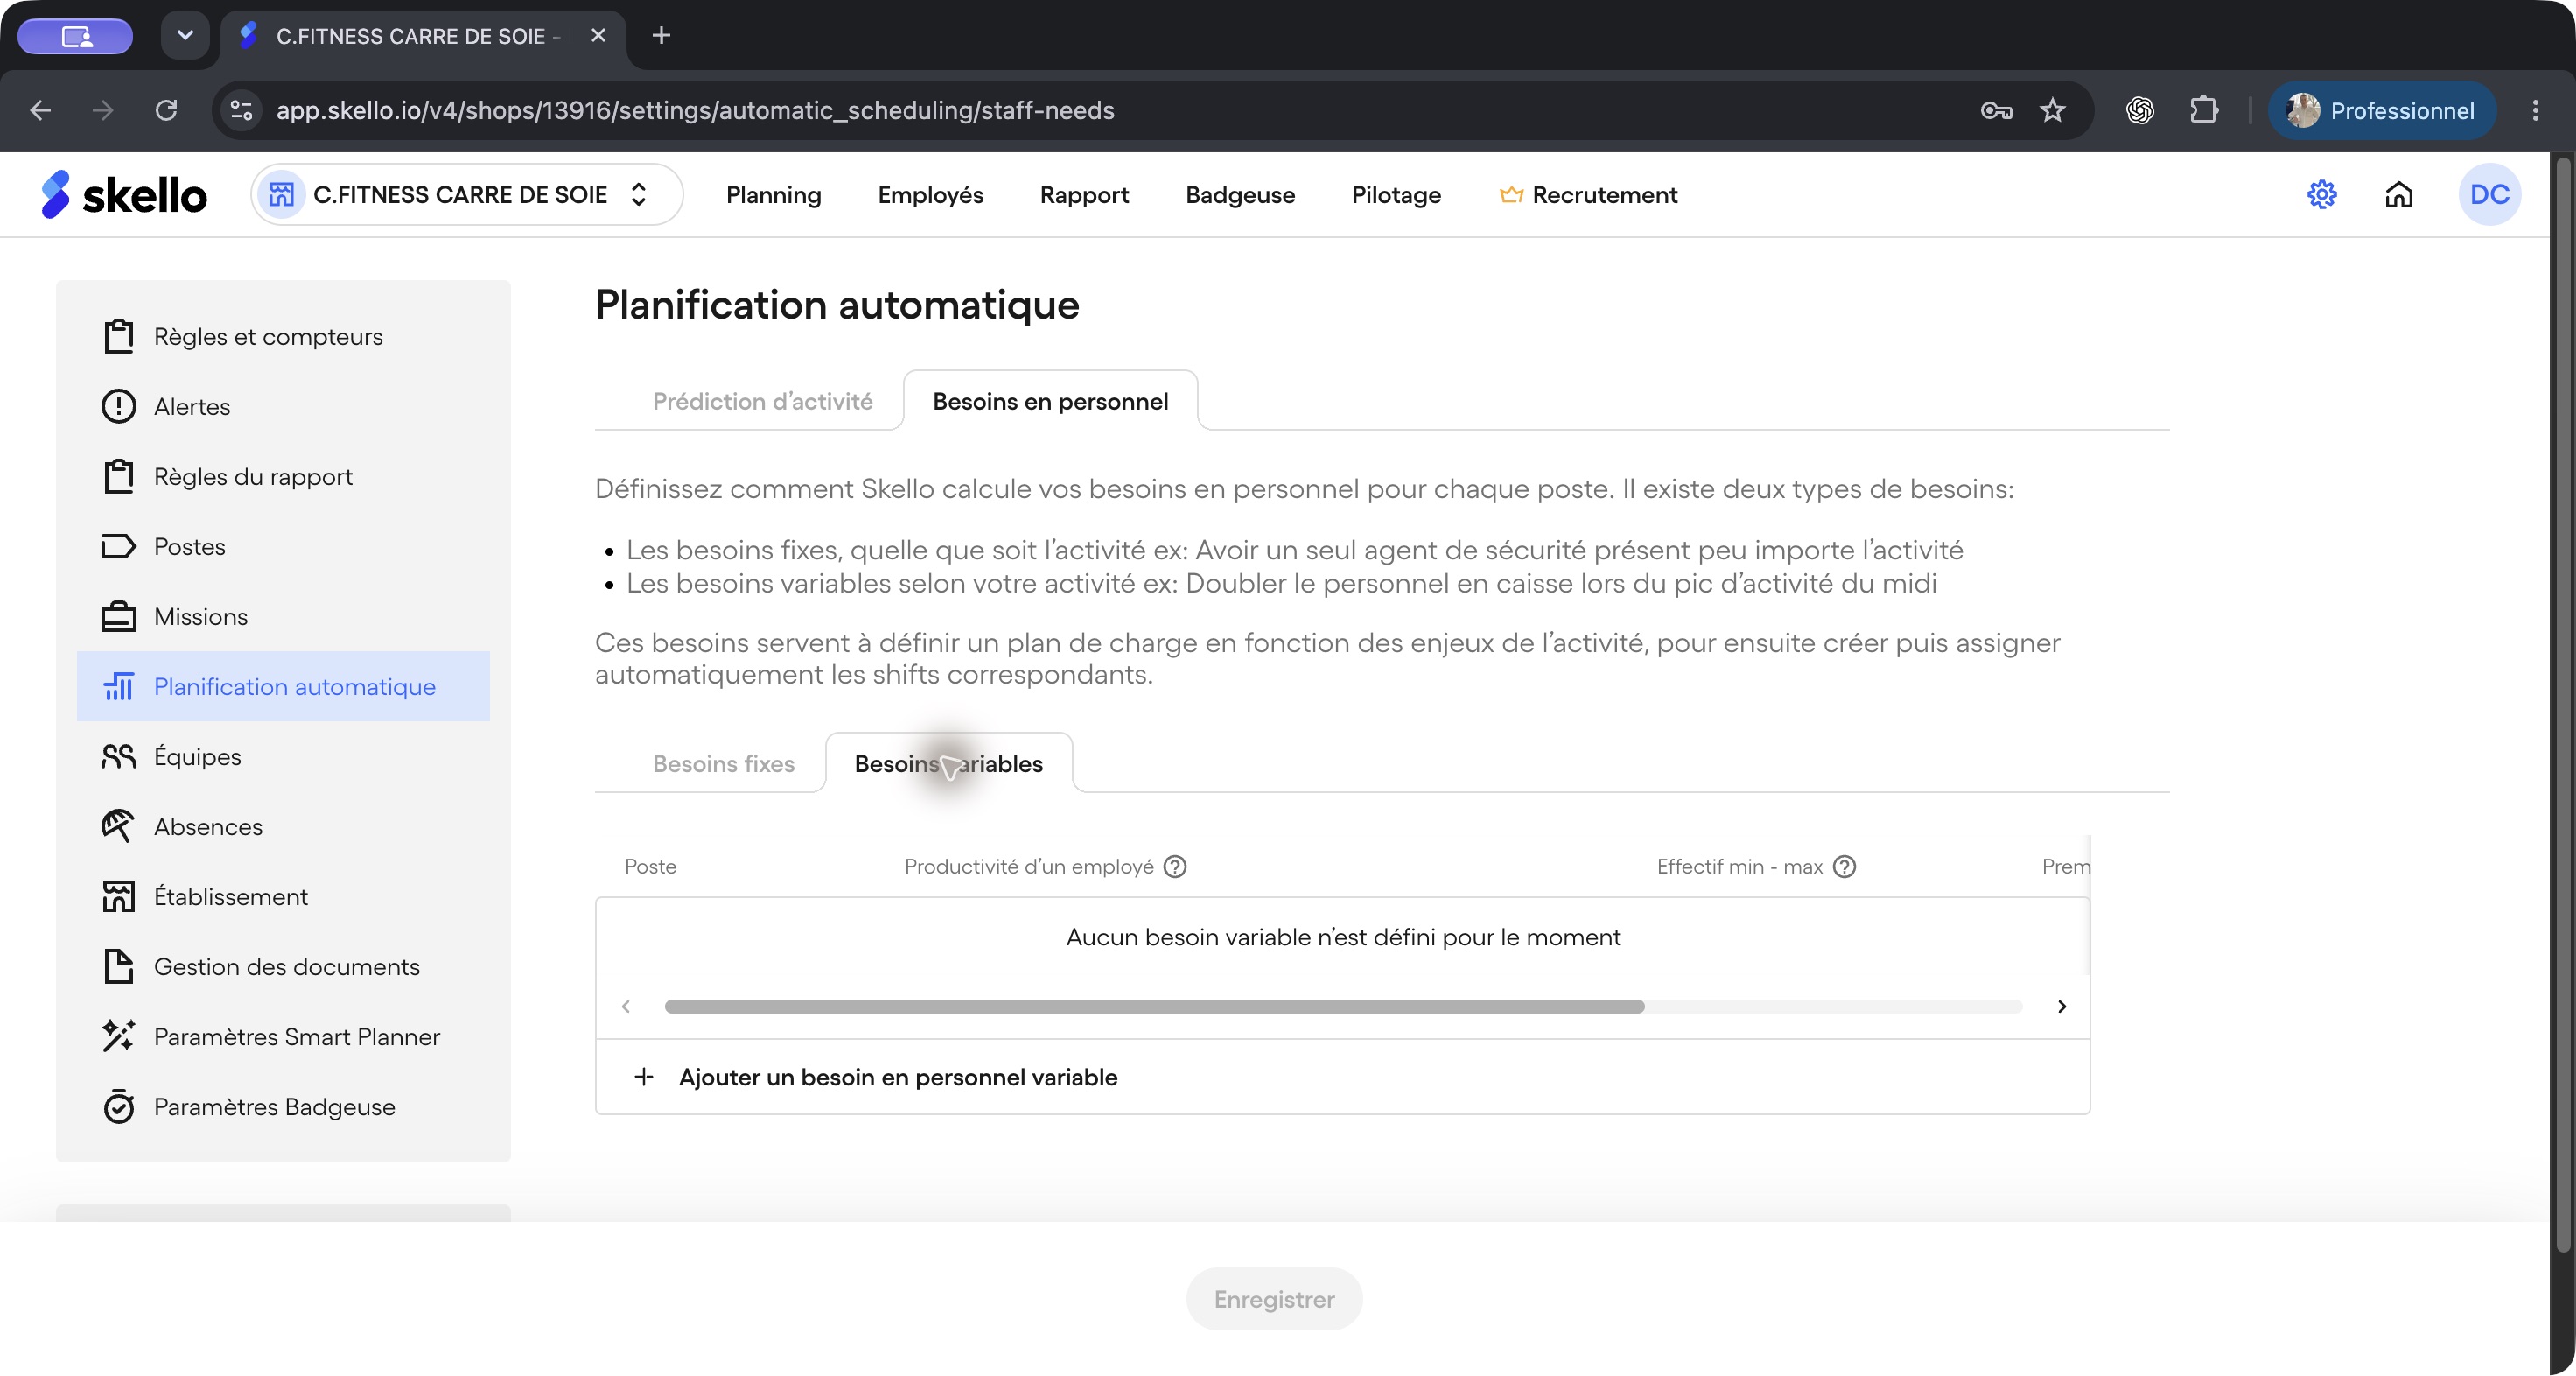 C.FITNESS CARRE DE SOIE -
app.skello.io/v4/shops/13916/settings/automatic_scheduling/staff-needs
Professionnel
skello
C.FITNESS CARRE DE SOIE
Planning
Employés
Rapport
Badgeuse
Pilotage
Recrutement
DC
Règles et compteurs
Alertes
Règles du rapport
Postes
Missions
Planification automatique
Équipes
Absences
Établissement
Gestion des documents
Paramètres Smart Planner
Paramètres Badgeuse
Planification automatique
Prédiction d’activité
Besoins en personnel
Définissez comment Skello calcule vos besoins en personnel pour chaque poste. Il existe deux types de besoins:
• Les besoins fixes, quelle que soit l’activité ex: Avoir un seul agent de sécurité présent peu importe l’activité
• Les besoins variables selon votre activité ex: Doubler le personnel en caisse lors du pic d’activité du midi
Ces besoins servent à définir un plan de charge en fonction des enjeux de l’activité, pour ensuite créer puis assigner
automatiquement les shifts correspondants.
Besoins fixes
Besoins variables
Poste
Productivité d’un employé
Effectif min - max
Prem
Aucun besoin variable n’est défini pour le moment
Ajouter un besoin en personnel variable
Enregistrer